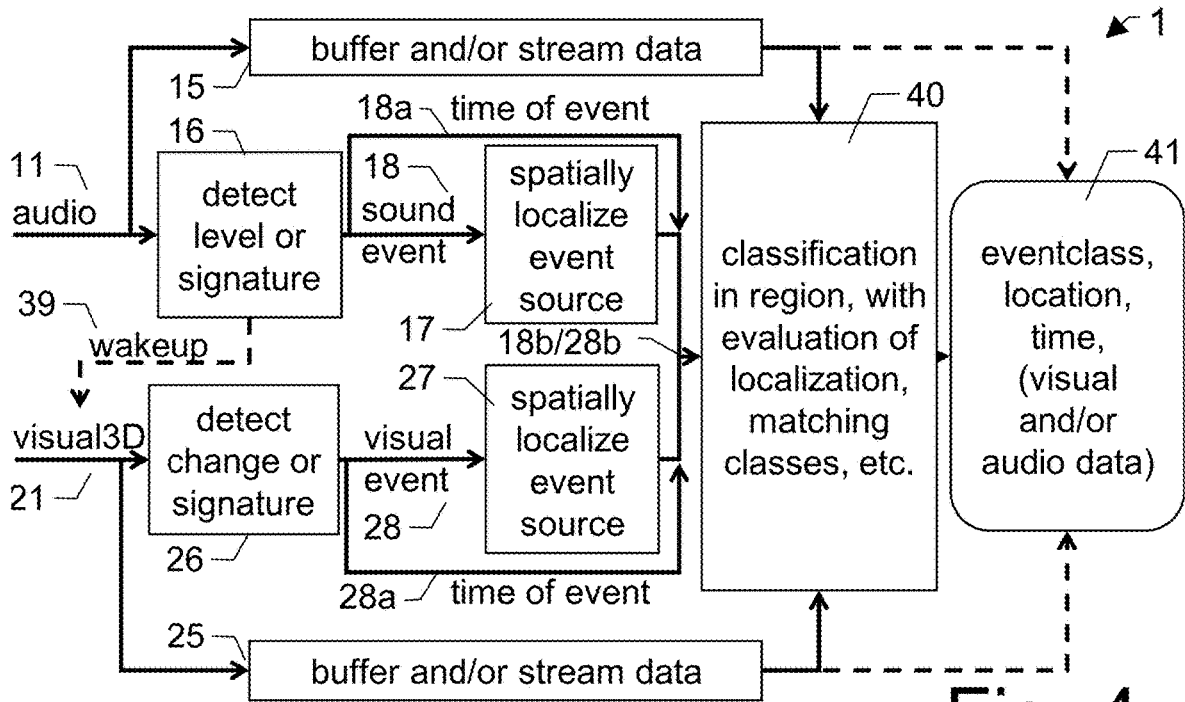 1
buffer and/or stream data
15
18a
time of event
40
16
41
11
audio
detect
level or
signature
18
sound
event
spatially
localize
event
source
17
39
wakeup
18b/28b
classification
in region, with
evaluation of
localization,
matching
classes, etc.
eventclass,
location,
time,
(visual
and/or
audio data)
visual3D
21
detect
change or
signature
26
visual
event
28
27
spatially
localize
event
source
28a
time of event
25
buffer and/or stream data